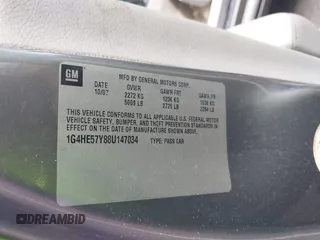 GM
MFD BY GENERAL MOTORS CORP
DATE GVWR GAWR FRT GAWR RR
10/07 2272 KG 1236 KG 1036 KG
5009 LB 2725 LB 2284 LB
THIS VEHICLE CONFORMS TO ALL APPLICABLE U.S. FEDERAL MOTOR
VEHICLE SAFETY, BUMPER, AND THEFT PREVENTION STANDARDS
IN EFFECT ON THE DATE OF MANUFACTURE SHOWN ABOVE.
1G4HE57Y88U147034 TYPE: PASS CAR
DREAMBID